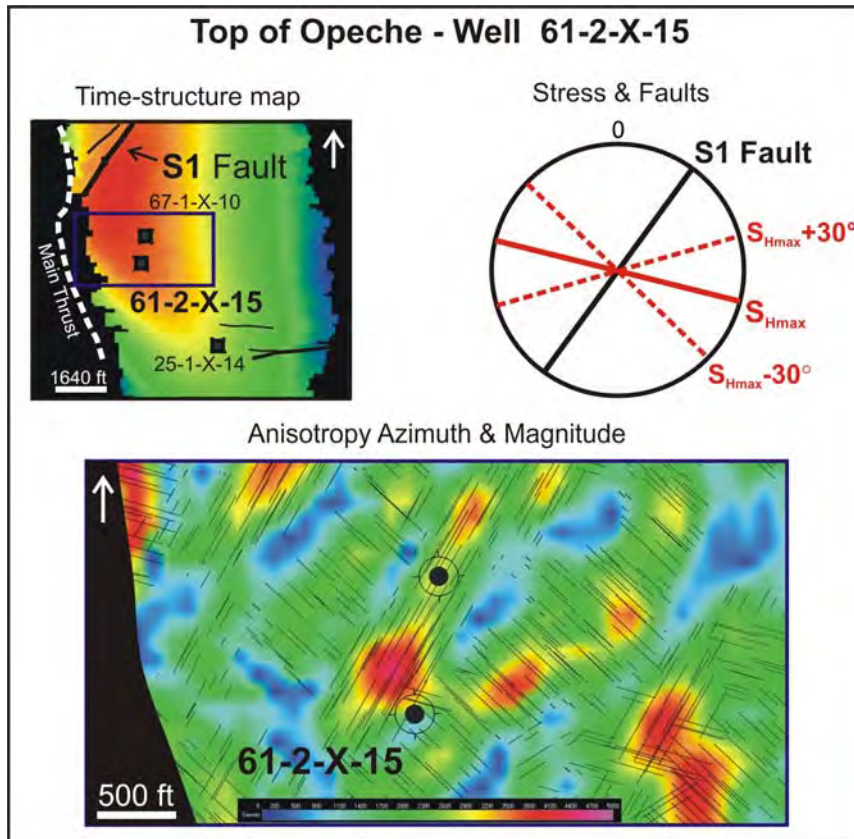 Top of Opeche - Well 61-2-X-15
Time-structure map
Stress & Faults
S1 Fault
67-1-X-10
Main Thrust
61-2-X-15
25-1-X-14
1640 ft
0
S1 Fault
SHmax+30°
SHmax
SHmax-30°
Anisotropy Azimuth & Magnitude
61-2-X-15
500 ft